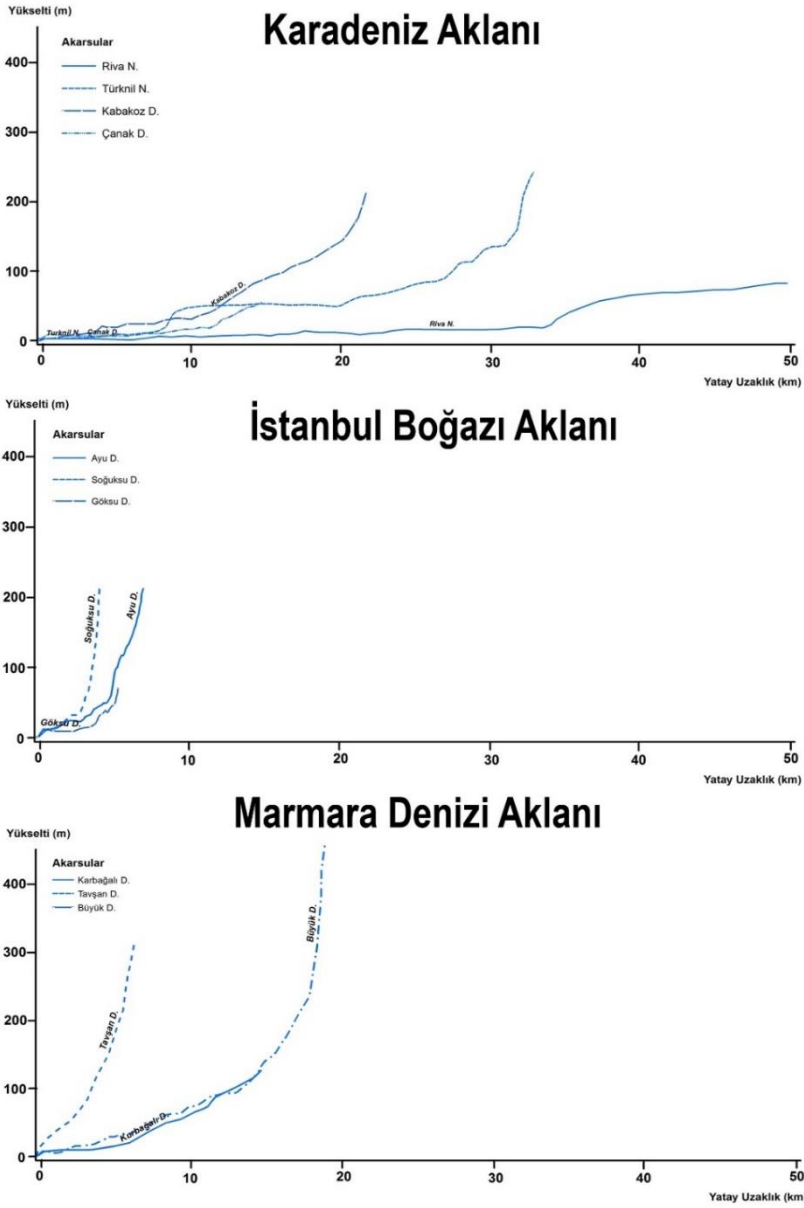 Yükselti (m)
Karadeniz Aklanı
Akarsular
Riva N.
Türknil N.
Kabakoz D.
Çanak D.
400
300
200
100
0
Kabakoz D.
Turknil N.
Çanak D.
Riva N.
0 10 20 30 40 50
Yatay Uzaklık (km)
Yükselti (m)
İstanbul Boğazı Aklanı
Akarsular
Ayu D.
Soğuksu D.
Göksu D.
400
300
200
100
0
Soğuksu D.
Ayu D.
Göksu D.
0 10 20 30 40 50
Yatay Uzaklık (km)
Marmara Denizi Aklanı
Yükselti (m)
Akarsular
Karbağalı D.
Tavşan D.
Büyük D.
400
300
200
100
0
Büyük D.
Tavşan D.
Korbağalı D.
0 10 20 30 40 50
Yatay Uzaklık (km